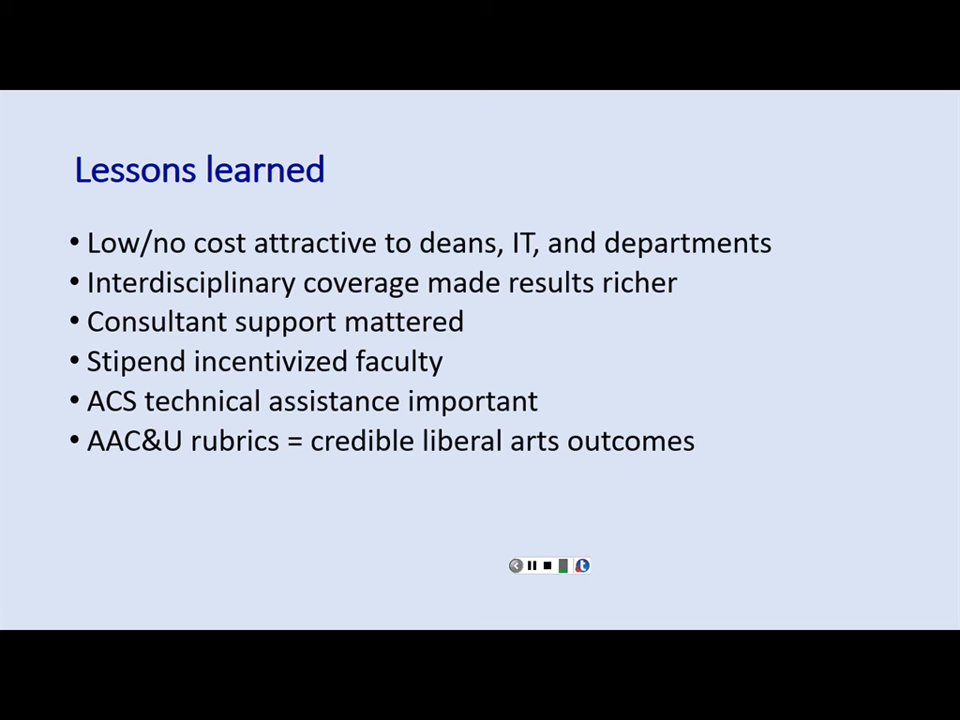 Lessons learned
• Low/no cost attractive to deans, IT, and departments
• Interdisciplinary coverage made results richer
• Consultant support mattered
• Stipend incentivized faculty
• ACS technical assistance important
• AAC&U rubrics = credible liberal arts outcomes